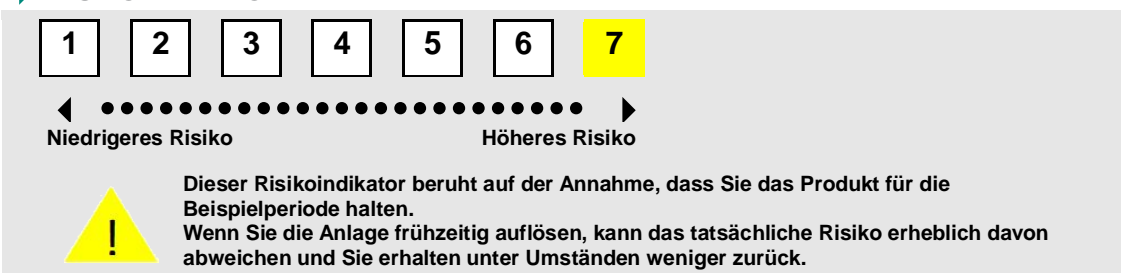 1 2 3 4 5 6 7
Niedrigeres Risiko Höheres Risiko
Dieser Risikoindikator beruht auf der Annahme, dass Sie das Produkt für die
Beispielperiode halten.
Wenn Sie die Anlage frühzeitig auflösen, kann das tatsächliche Risiko erheblich davon
abweichen und Sie erhalten unter Umständen weniger zurück.
!